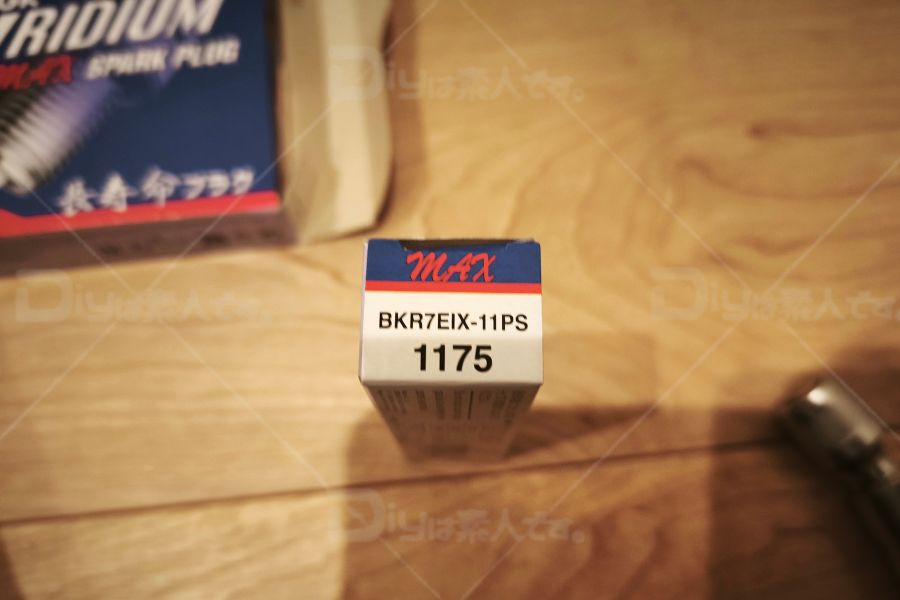 IRIDIUM
MAX SPARK PLUG
長寿命プラグ
MAX
BKR7EIX-11PS
1175
Diyは素人です。
Diyは素人です。
Diyは素人です。
Diyは素人です。